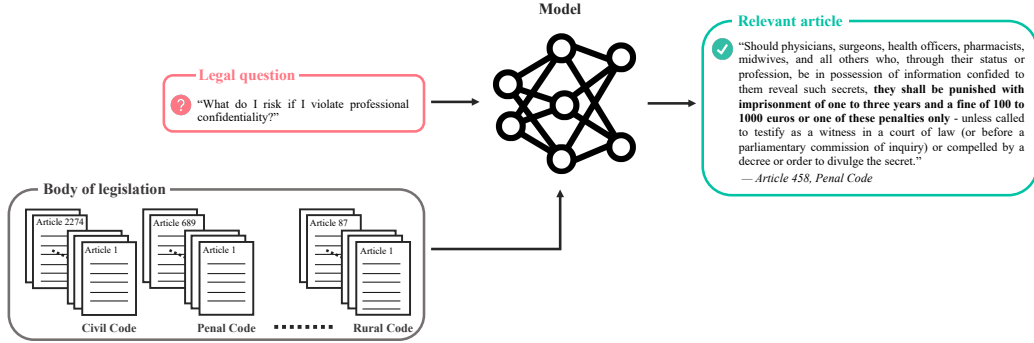 Model
Legal question
?
“What do I risk if I violate professional
confidentiality?”
Relevant article
“Should physicians, surgeons, health officers, pharmacists,
midwives, and all others who, through their status or
profession, be in possession of information confided to
them reveal such secrets, they shall be punished with
imprisonment of one to three years and a fine of 100 to
1000 euros or one of these penalties only - unless called
to testify as a witness in a court of law (or before a
parliamentary commission of inquiry) or compelled by a
decree or order to divulge the secret.”
— Article 458, Penal Code
Body of legislation
Article 2274
Article 1
Civil Code
Article 689
Article 1
Penal Code
Article 87
Article 1
Rural Code